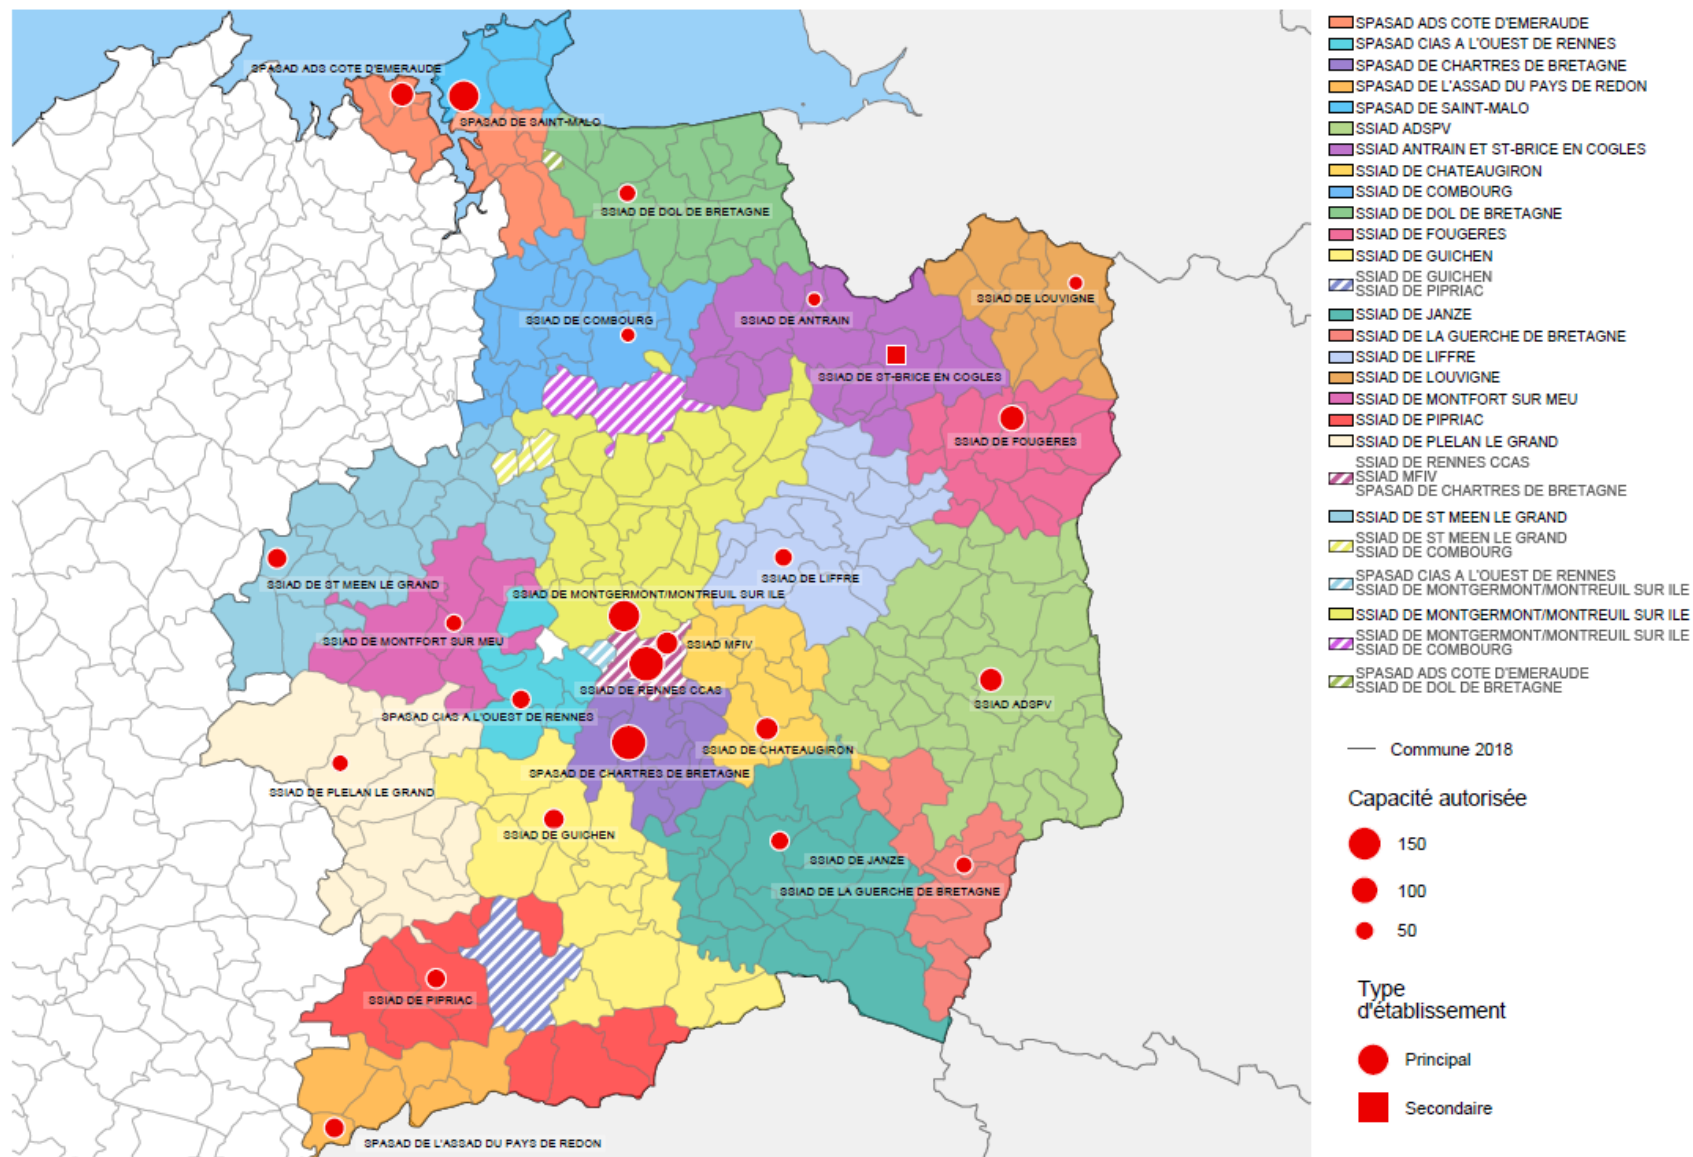 SPASAD ADS COTE D'EMERAUDE
SPASAD DE SAINT-MALO
SSIAD DE DOL DE BRETAGNE
SSIAD DE LOUVIGNE
SSIAD DE COMBOURG
SSIAD DE ANTRAIN
SSIAD DE ST-BRICE EN COGLES
SSIAD DE FOUGERES
SSIAD DE ST MEEN LE GRAND
SSIAD DE LIFFRE
SSIAD DE MONTGERMONT/MONTREUIL SUR ILE
SSIAD DE MONTFORT SUR MEU
SSIAD MFIV
SSIAD DE RENNES CCAS
SSIAD ADSPV
SPASAD CIAS A L'OUEST DE RENNES
SSIAD DE CHATEAUGIRON
SPASAD DE CHARTRES DE BRETAGNE
SSIAD DE PLELAN LE GRAND
SSIAD DE GUICHEN
SSIAD DE JANZE
SSIAD DE LA GUERCHE DE BRETAGNE
SSIAD DE PIPRIAC
SPASAD DE L'ASSAD DU PAYS DE REDON
SPASAD ADS COTE D'EMERAUDE
SPASAD CIAS A L'OUEST DE RENNES
SPASAD DE CHARTRES DE BRETAGNE
SPASAD DE L'ASSAD DU PAYS DE REDON
SPASAD DE SAINT-MALO
SSIAD ADSPV
SSIAD ANTRAIN ET ST-BRICE EN COGLES
SSIAD DE CHATEAUGIRON
SSIAD DE COMBOURG
SSIAD DE DOL DE BRETAGNE
SSIAD DE FOUGERES
SSIAD DE GUICHEN
SSIAD DE GUICHEN
SSIAD DE PIPRIAC
SSIAD DE JANZE
SSIAD DE LA GUERCHE DE BRETAGNE
SSIAD DE LIFFRE
SSIAD DE LOUVIGNE
SSIAD DE MONTFORT SUR MEU
SSIAD DE PIPRIAC
SSIAD DE PLELAN LE GRAND
SSIAD DE RENNES CCAS
SSIAD MFIV
SPASAD DE CHARTRES DE BRETAGNE
SSIAD DE ST MEEN LE GRAND
SSIAD DE ST MEEN LE GRAND
SSIAD DE COMBOURG
SPASAD CIAS A L'OUEST DE RENNES
SSIAD DE MONTGERMONT/MONTREUIL SUR ILE
SSIAD DE MONTGERMONT/MONTREUIL SUR ILE
SSIAD DE MONTGERMONT/MONTREUIL SUR ILE
SSIAD DE COMBOURG
SPASAD ADS COTE D'EMERAUDE
SSIAD DE DOL DE BRETAGNE
Commune 2018
Capacité autorisée
150
100
50
Type
d'établissement
Principal
Secondaire